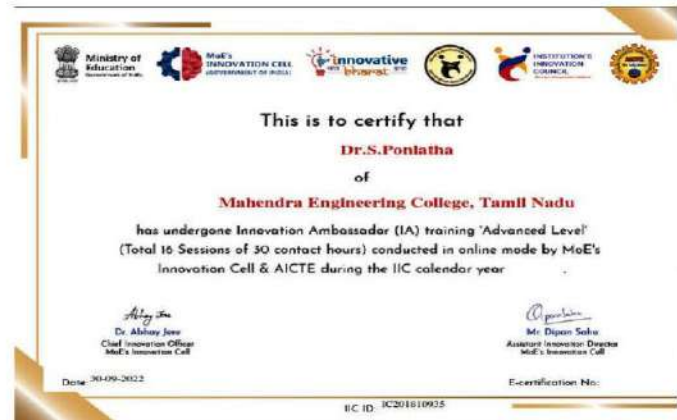 Ministry of
Education
Government of India
MoE's
INNOVATION CELL
(GOVERNMENT OF INDIA)
innovative
bharat
INSTITUTION'S
INNOVATION
COUNCIL
This is to certify that
Dr.S.Ponlatha
of
Mahendra Engineering College, Tamil Nadu
has undergone Innovation Ambassador (IA) training 'Advanced Level'
(Total 16 Sessions of 30 contact hours) conducted in online mode by MoE's
Innovation Cell & AICTE during the IIC calendar year .
Dr. Abhay Jere
Chief Innovation Officer
MoE's Innovation Cell
Mr. Dipan Sahu
Assistant Innovation Director
MoE's Innovation Cell
Date: 30-09-2022
E-certification No:
IIC ID: IC201810935